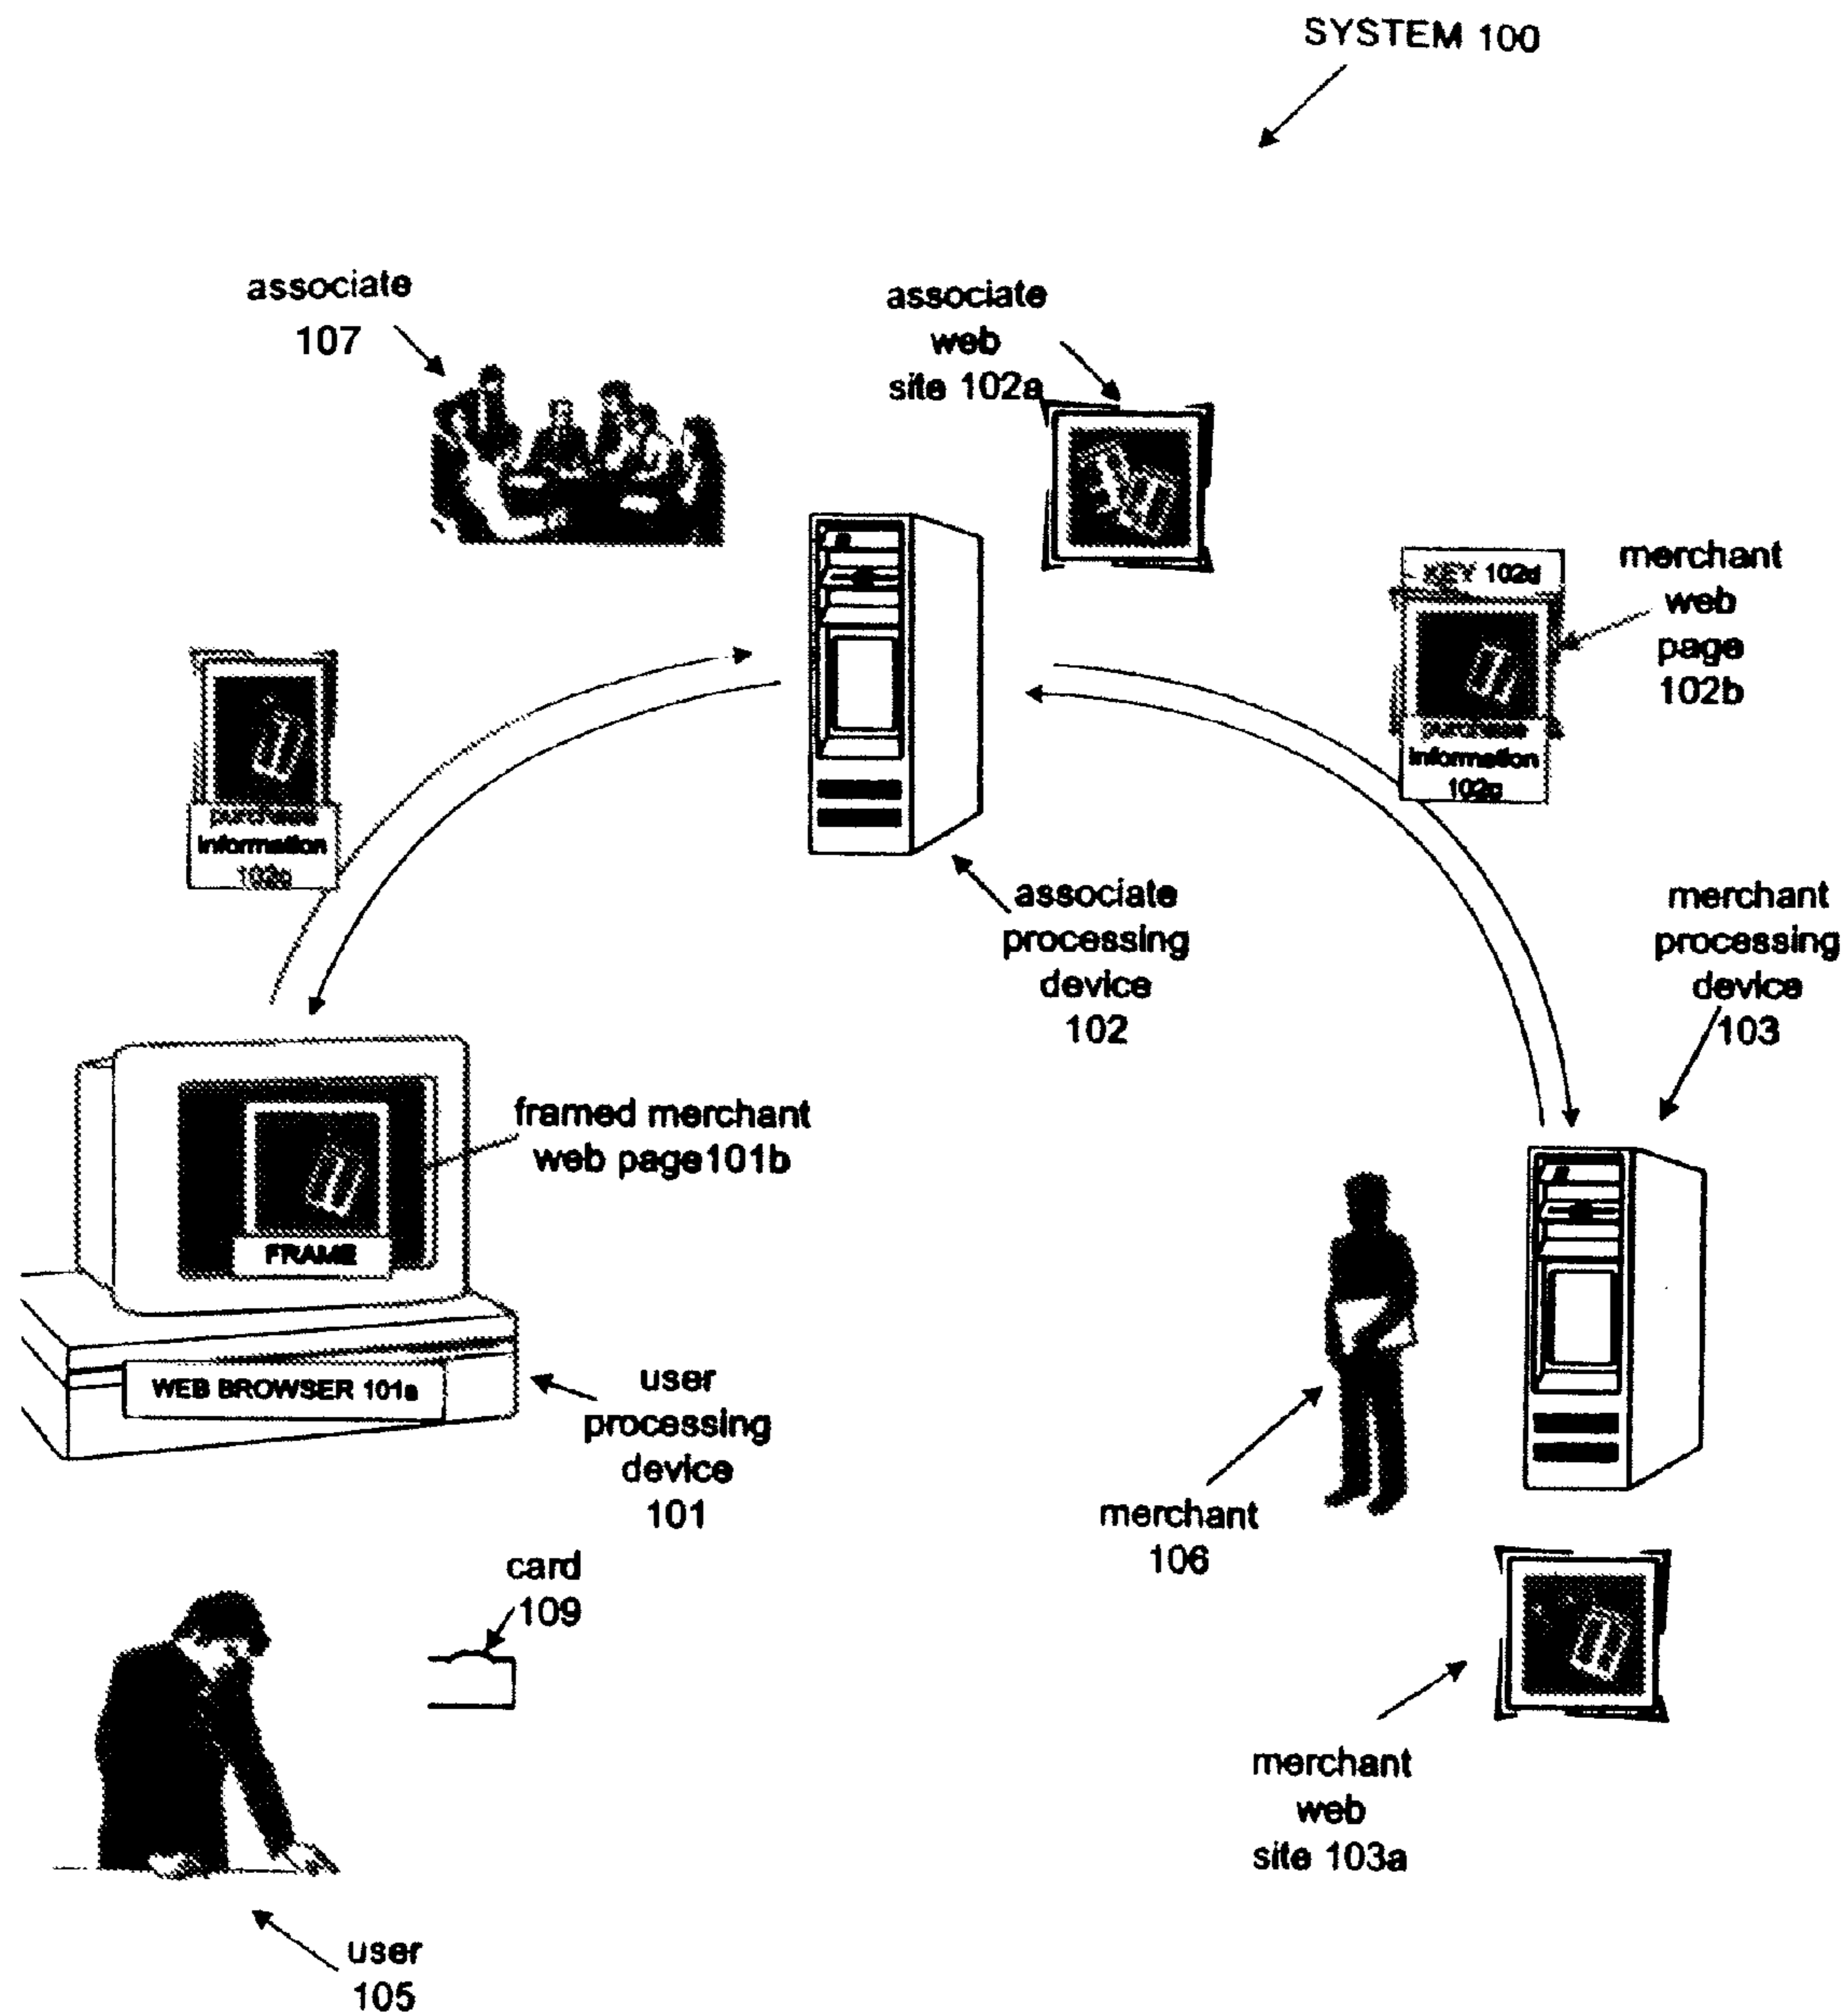 SYSTEM 100
associate
107
associate
web
site 102a
KEY 102d
merchant
web
page
102b
purchase
information
102c
purchase
information
102c
associate
processing
device
102
merchant
processing
device
103
framed merchant
web page101b
FRAME
WEB BROWSER 101a
user
processing
device
101
merchant
106
card
109
merchant
web
site 103a
user
105